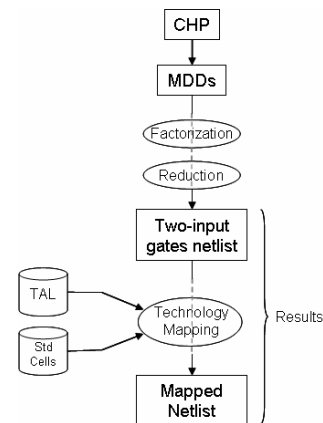 CHP
MDDs
Factorization
Reduction
Two-input
gates netlist
TAL
Technology
Mapping
Results
Std
Cells
Mapped
Netlist